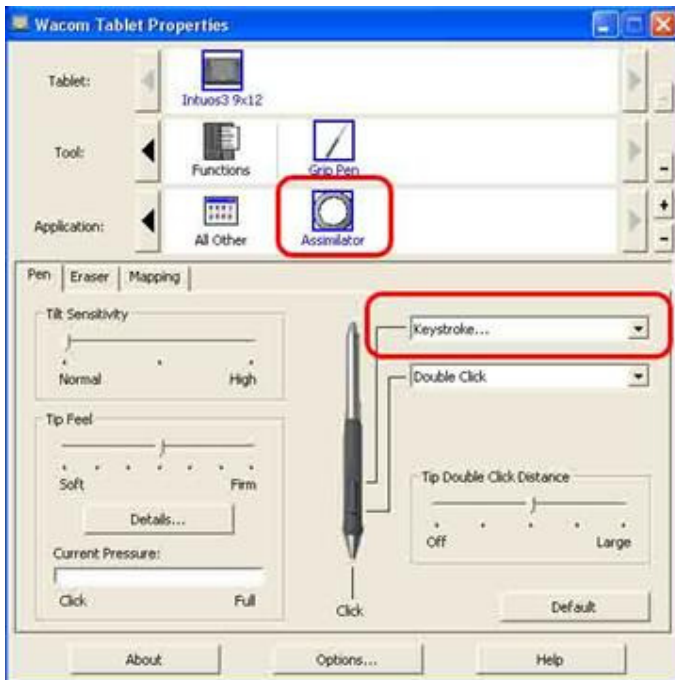 Wacom Tablet Properties
Tablet:
Intuos3 9x12
Tool:
Functions
Grip Pen
Application:
All Other
Assimilator
Pen Eraser Mapping
Tilt Sensitivity
Normal High
Keystroke...
Double Click
Tip Feel
Soft Firm
Details...
Current Pressure:
Click Full
Click
Tip Double Click Distance
Off Large
Default
About Options... Help